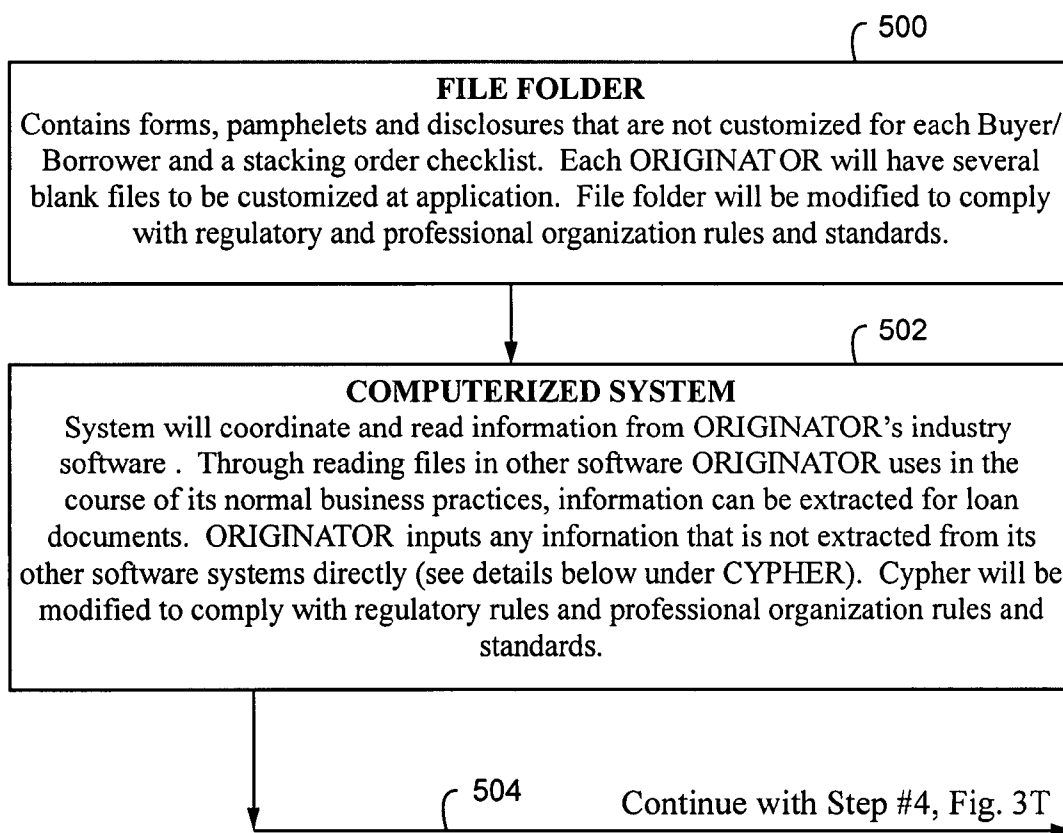 500
FILE FOLDER
Contains forms, pamphelets and disclosures that are not customized for each Buyer/
Borrower and a stacking order checklist. Each ORIGINATOR will have several
blank files to be customized at application. File folder will be modified to comply
with regulatory and professional organization rules and standards.
502
COMPUTERIZED SYSTEM
System will coordinate and read information from ORIGINATOR's industry
software . Through reading files in other software ORIGINATOR uses in the
course of its normal business practices, information can be extracted for loan
documents. ORIGINATOR inputs any information that is not extracted from its
other software systems directly (see details below under CYPHER). Cypher will be
modified to comply with regulatory rules and professional organization rules and
standards.
504
Continue with Step #4, Fig. 3T